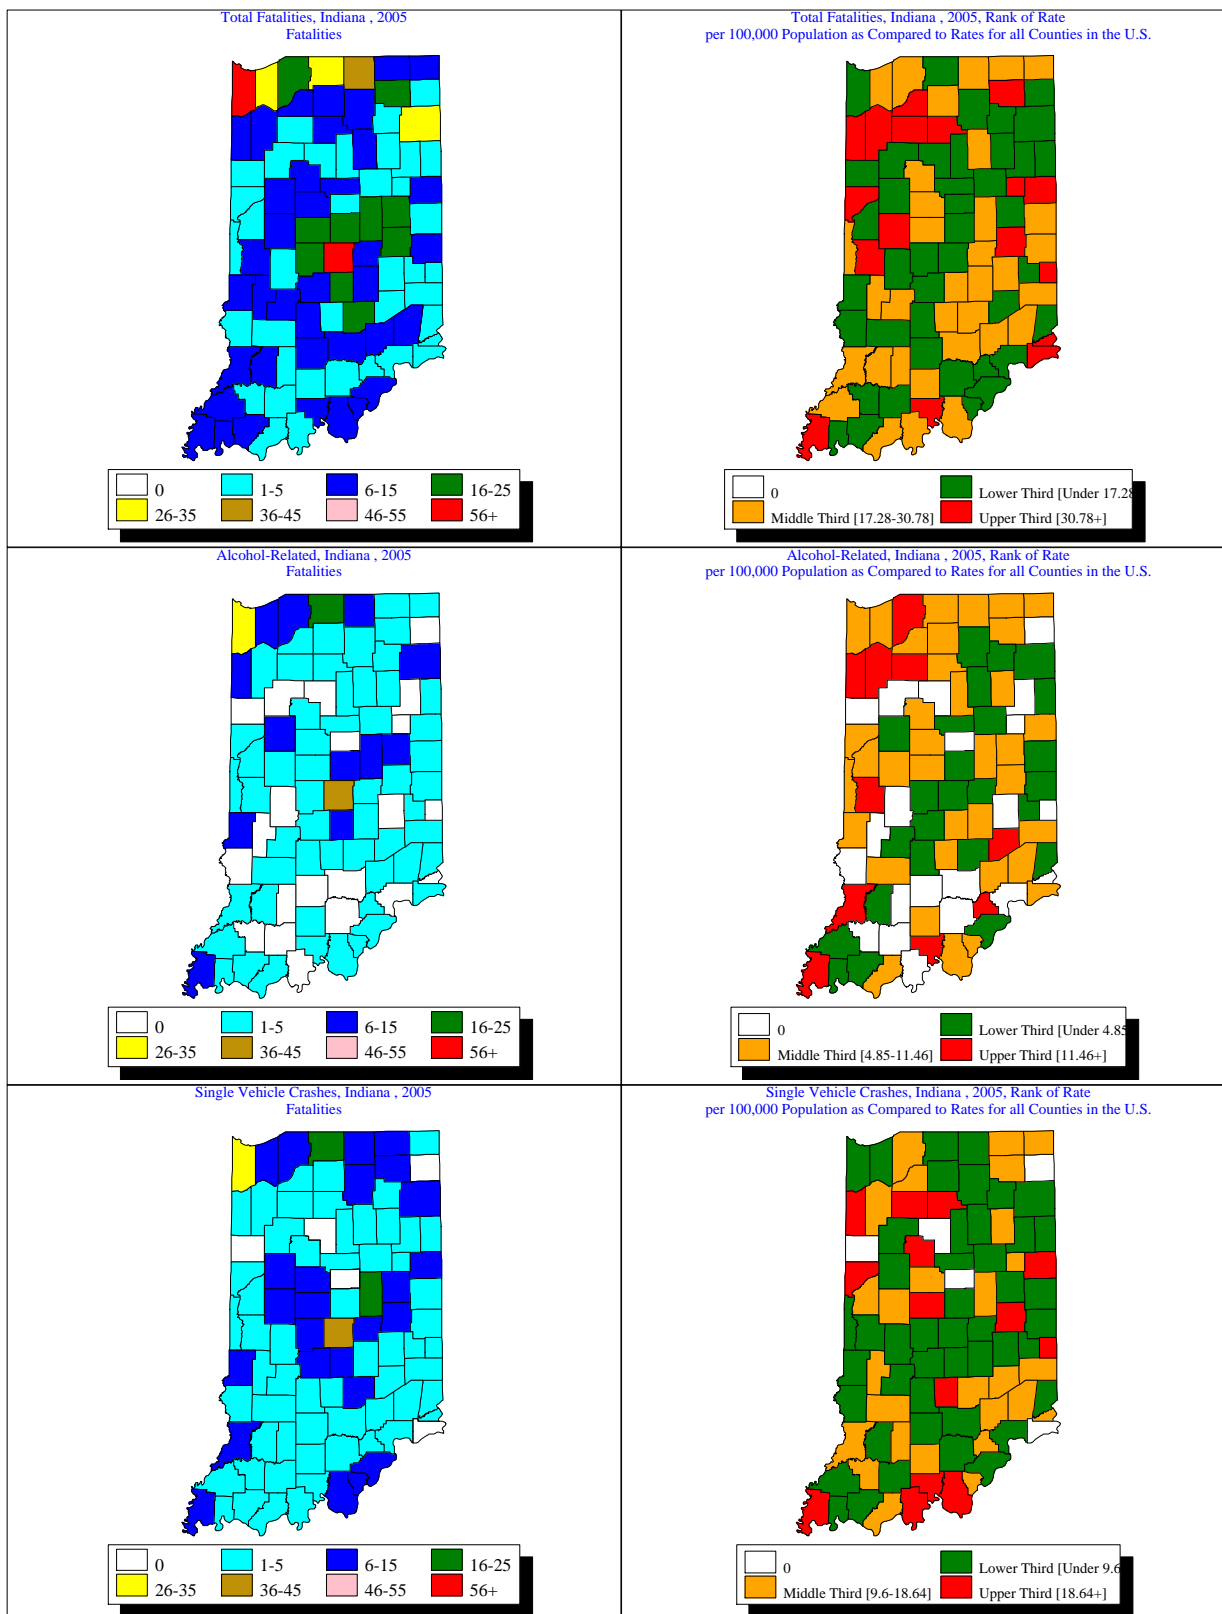 Total Fatalities, Indiana , 2005
Fatalities
0
1-5
6-15
16-25
26-35
36-45
46-55
56+
Total Fatalities, Indiana , 2005, Rank of Rate
per 100,000 Population as Compared to Rates for all Counties in the U.S.
0
Lower Third [Under 17.28
Middle Third [17.28-30.78]
Upper Third [30.78+]
Alcohol-Related, Indiana , 2005
Fatalities
0
1-5
6-15
16-25
26-35
36-45
46-55
56+
Alcohol-Related, Indiana , 2005, Rank of Rate
per 100,000 Population as Compared to Rates for all Counties in the U.S.
0
Lower Third [Under 4.85
Middle Third [4.85-11.46]
Upper Third [11.46+]
Single Vehicle Crashes, Indiana , 2005
Fatalities
0
1-5
6-15
16-25
26-35
36-45
46-55
56+
Single Vehicle Crashes, Indiana , 2005, Rank of Rate
per 100,000 Population as Compared to Rates for all Counties in the U.S.
0
Lower Third [Under 9.6
Middle Third [9.6-18.64]
Upper Third [18.64+]